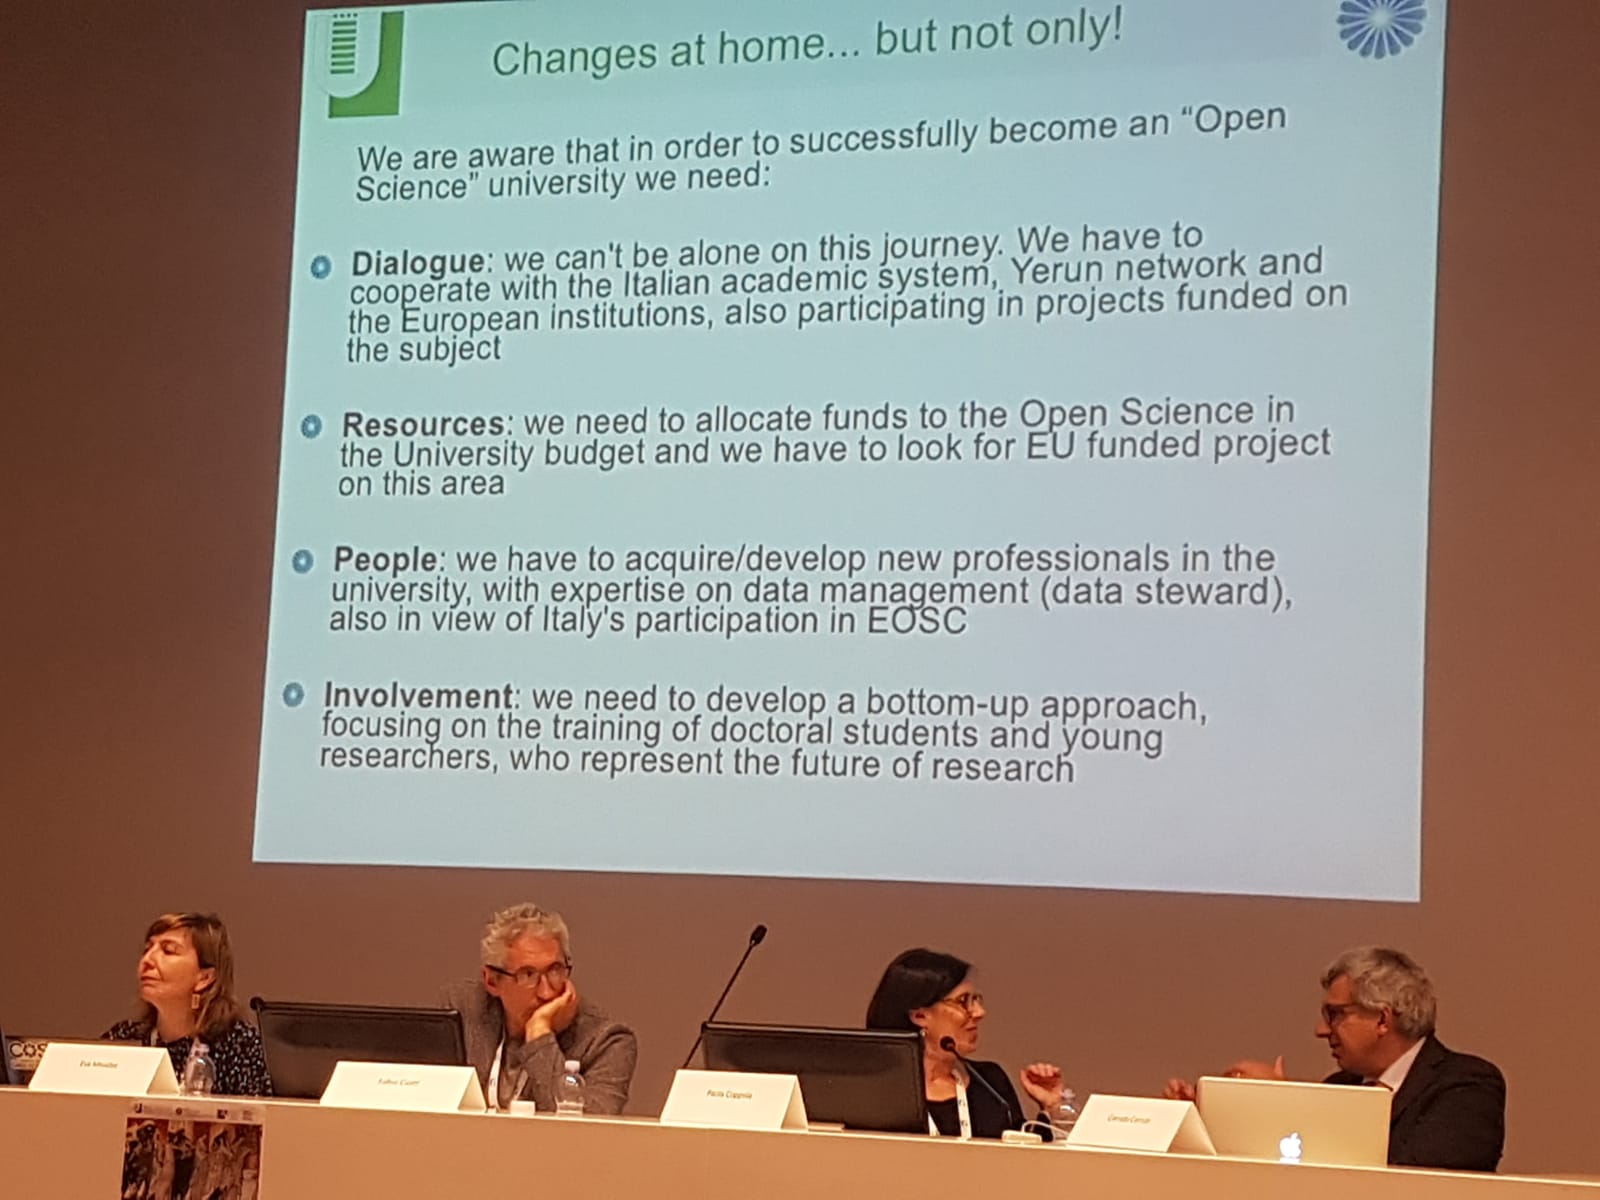 Changes at home... but not only!
We are aware that in order to successfully become an “Open
Science” university we need:
Dialogue: we can't be alone on this journey. We have to
cooperate with the Italian academic system, Yerun network and
the European institutions, also participating in projects funded on
the subject
Resources: we need to allocate funds to the Open Science in
the University budget and we have to look for EU funded project
on this area
People: we have to acquire/develop new professionals in the
university, with expertise on data management (data steward),
also in view of Italy's participation in EOSC
Involvement: we need to develop a bottom-up approach,
focusing on the training of doctoral students and young
researchers, who represent the future of research
Paola Coppola